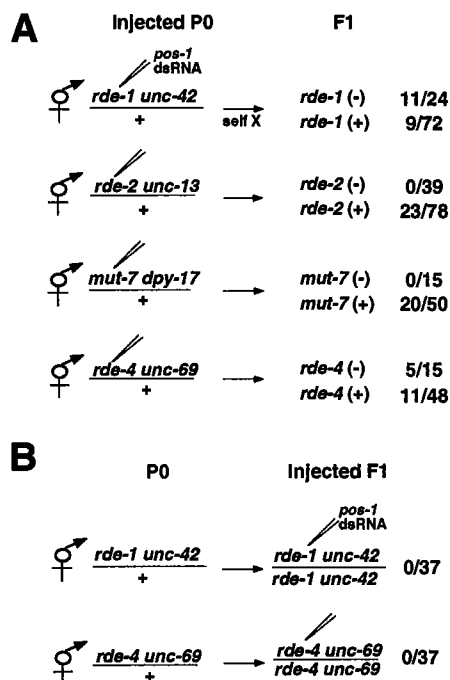 A
Injected P0 F1
pos-1
dsRNA
rde-1 unc-42
+
self X
rde-1 (-) 11/24
rde-1 (+) 9/72
rde-2 unc-13
+
rde-2 (-) 0/39
rde-2 (+) 23/78
mut-7 dpy-17
+
mut-7 (-) 0/15
mut-7 (+) 20/50
rde-4 unc-69
+
rde-4 (-) 5/15
rde-4 (+) 11/48
B
P0 Injected F1
pos-1
dsRNA
rde-1 unc-42
+
rde-1 unc-42
rde-1 unc-42
0/37
rde-4 unc-69
+
rde-4 unc-69
rde-4 unc-69
0/37